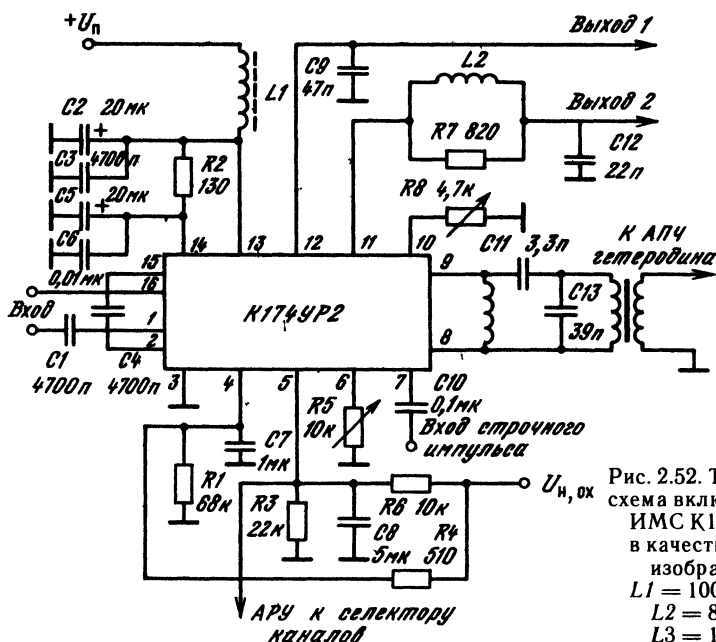 +Uп
Выход 1
C9
47п
L2
L1
Выход 2
C2
20 мк
C3
4700п
R2
130
R7 820
C12
22п
C5
20мк
R8 4,7к
C6
0,01мк
14
13
12
11
10
C11
3,3п
К АПЧ
гетеродина
15
16
9
C13
39п
Вход
К174УР2
1
2
8
C1
4700п
C4
4700п
3
4
5
6
7
C10
0,1мк
R5
10к
Вход строчного
импульса
C7
1мк
R1
68к
R3
22к
R6 10к
Uн, ох
C8
5мк
R4
510
АРУ к селектору
каналов
Рис. 2.52. Т
схема вклю
ИМС К1
в качести
изобра
L1 = 100
L2 = 8
L3 = 1